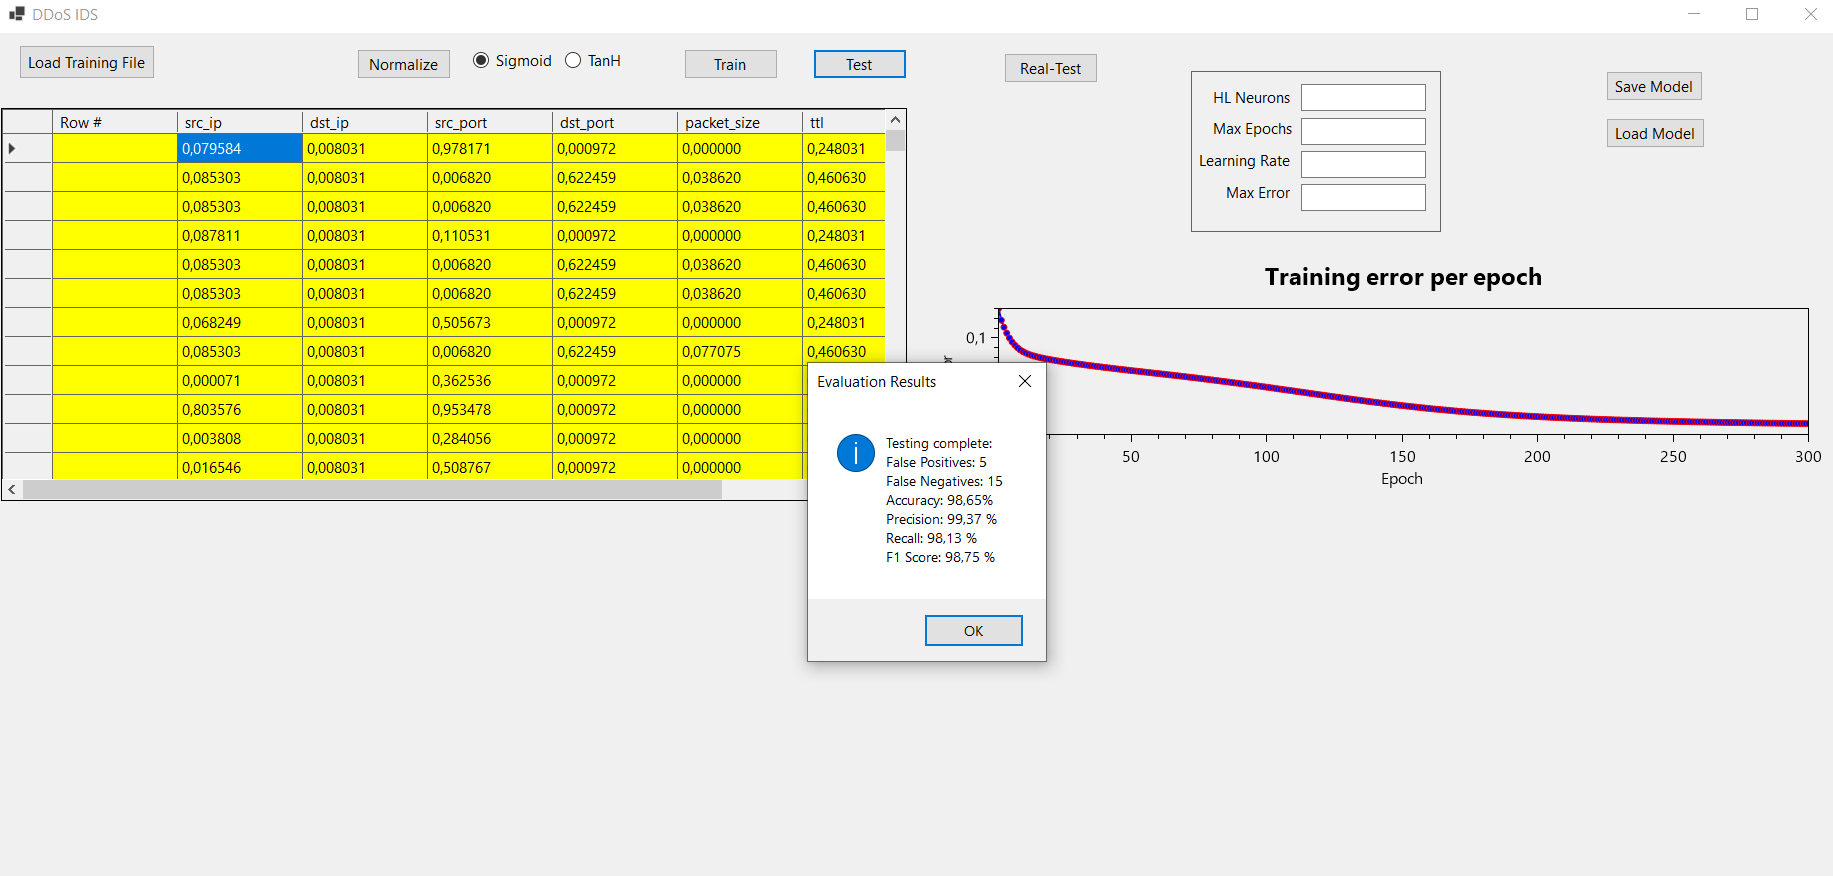 DDoS IDS
Load Training File
Normalize
Sigmoid
TanH
Train
Test
Real-Test
HL Neurons
Max Epochs
Learning Rate
Max Error
Save Model
Load Model
Row # src_ip dst_ip src_port dst_port packet_size ttl
0,079584 0,008031 0,978171 0,000972 0,000000 0,248031
0,085303 0,008031 0,006820 0,622459 0,038620 0,460630
0,085303 0,008031 0,006820 0,622459 0,038620 0,460630
0,087811 0,008031 0,110531 0,000972 0,000000 0,248031
0,085303 0,008031 0,006820 0,622459 0,038620 0,460630
0,085303 0,008031 0,006820 0,622459 0,038620 0,460630
0,068249 0,008031 0,505673 0,000972 0,000000 0,248031
0,085303 0,008031 0,006820 0,622459 0,077075 0,460630
0,000071 0,008031 0,362536 0,000972 0,000000
0,803576 0,008031 0,953478 0,000972 0,000000
0,003808 0,008031 0,284056 0,000972 0,000000
0,016546 0,008031 0,508767 0,000972 0,000000
Training error per epoch
0,1
50 100 150 200 250 300
Epoch
Evaluation Results
Testing complete:
False Positives: 5
False Negatives: 15
Accuracy: 98,65%
Precision: 99,37 %
Recall: 98,13 %
F1 Score: 98,75 %
OK